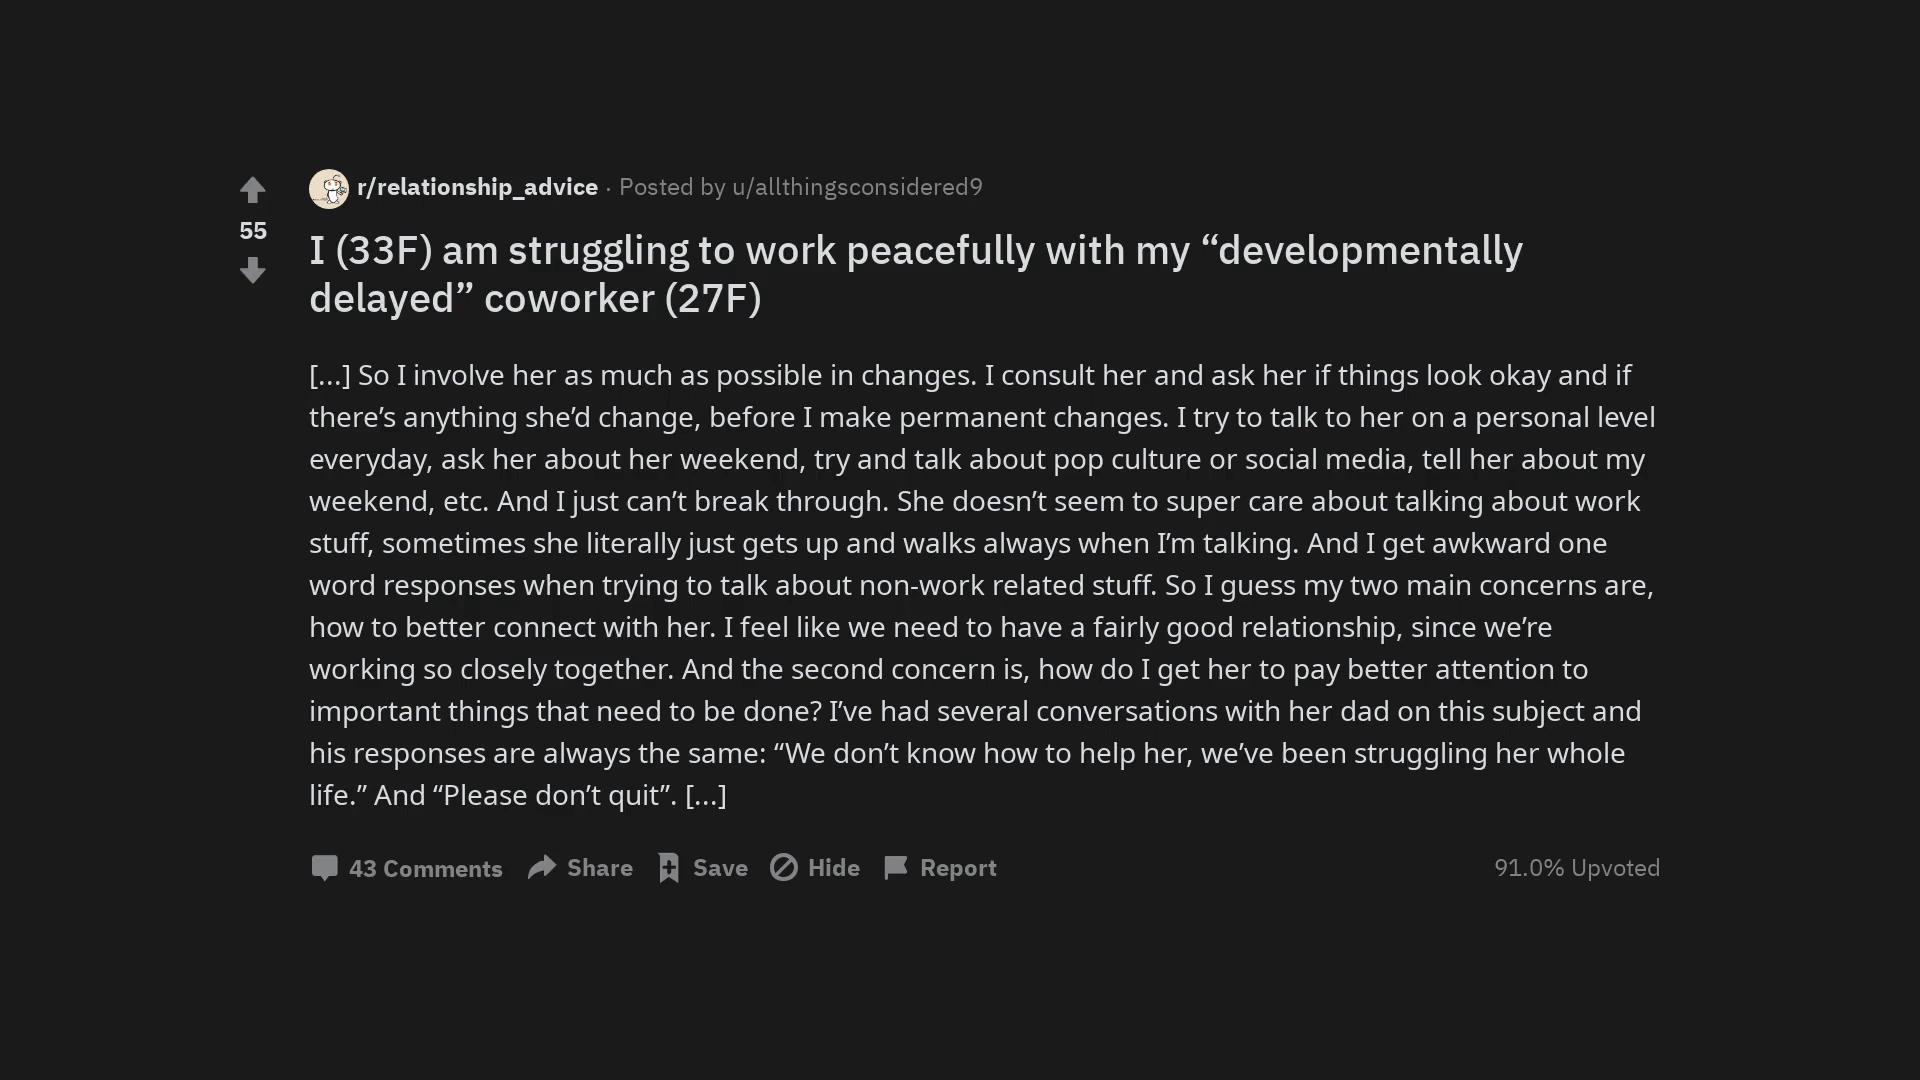 r/relationship_advice · Posted by u/allthingsconsidered9
55
I (33F) am struggling to work peacefully with my “developmentally
delayed” coworker (27F)
[...] So I involve her as much as possible in changes. I consult her and ask her if things look okay and if
there’s anything she’d change, before I make permanent changes. I try to talk to her on a personal level
everyday, ask her about her weekend, try and talk about pop culture or social media, tell her about my
weekend, etc. And I just can’t break through. She doesn’t seem to super care about talking about work
stuff, sometimes she literally just gets up and walks always when I’m talking. And I get awkward one
word responses when trying to talk about non-work related stuff. So I guess my two main concerns are,
how to better connect with her. I feel like we need to have a fairly good relationship, since we’re
working so closely together. And the second concern is, how do I get her to pay better attention to
important things that need to be done? I’ve had several conversations with her dad on this subject and
his responses are always the same: “We don’t know how to help her, we’ve been struggling her whole
life.” And “Please don’t quit”. [...]
43 Comments Share Save Hide Report 91.0% Upvoted